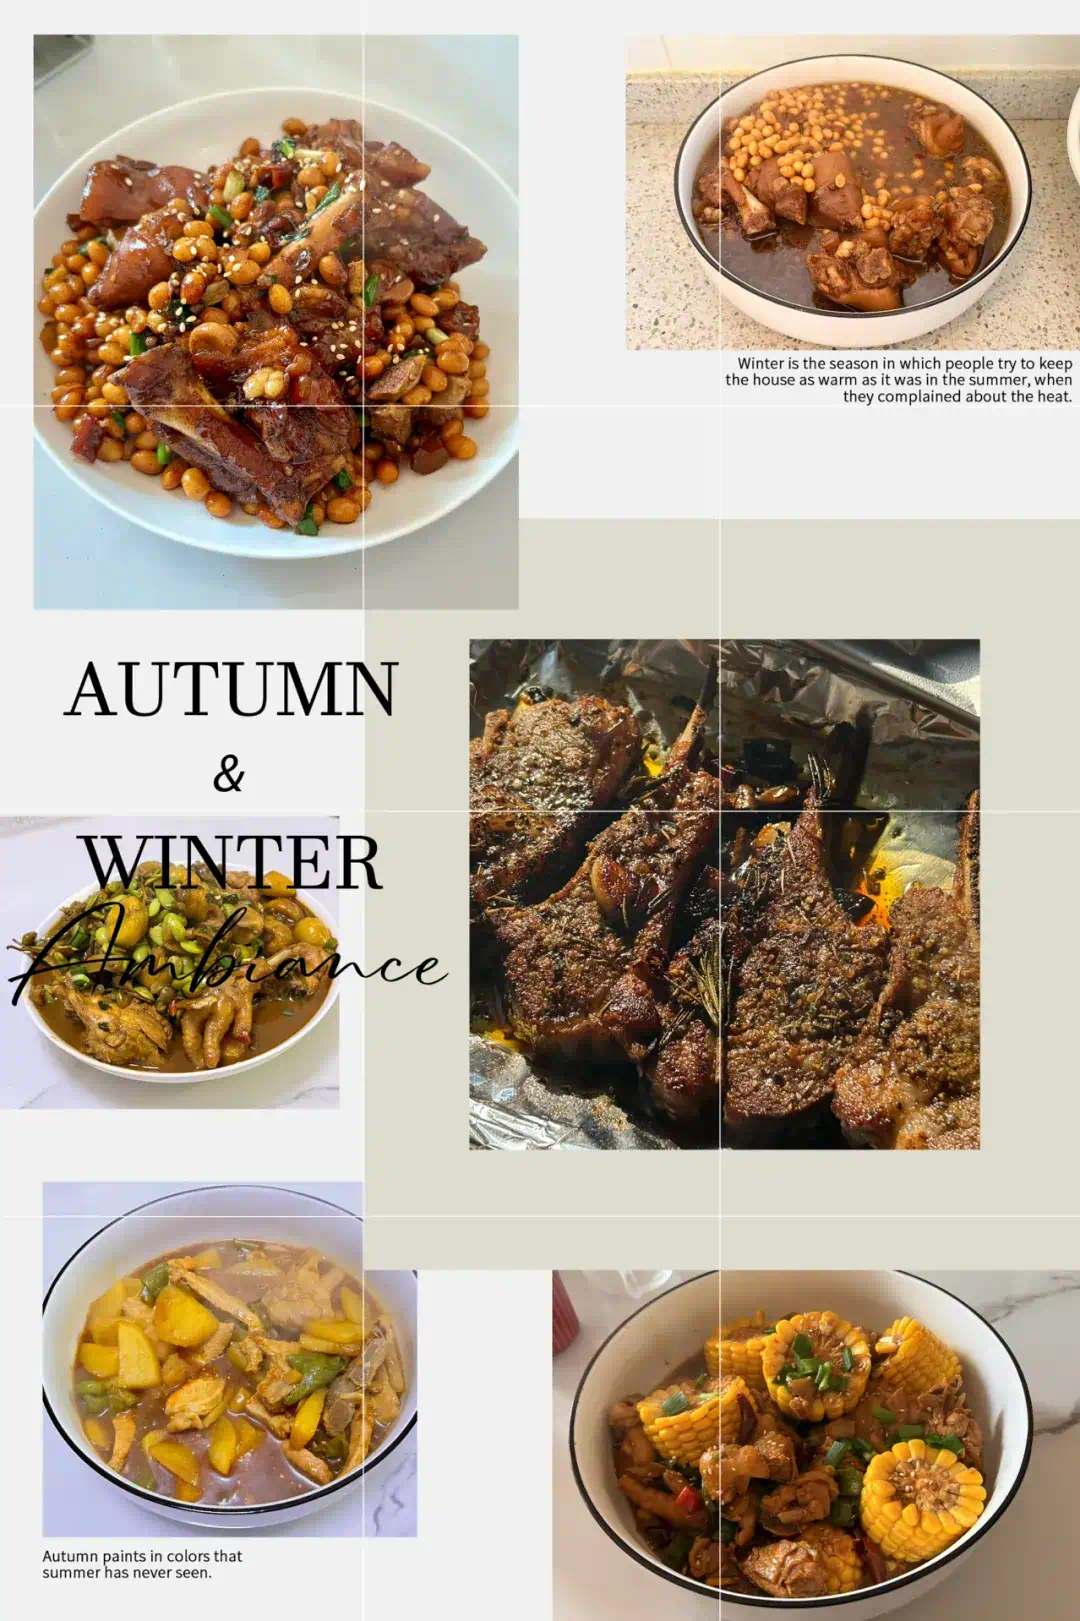 Winter is the season in which people try to keep
the house as warm as it was in the summer, when
they complained about the heat.
AUTUMN
&
WINTER
Ambiance
Autumn paints in colors that
summer has never seen.